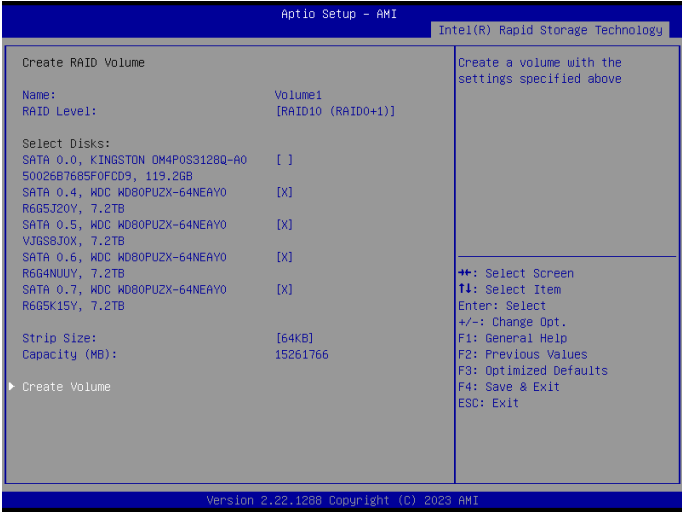 Aptio Setup – AMI
Intel(R) Rapid Storage Technology
Create RAID Volume
Create a volume with the
settings specified above
Name: Volume1
RAID Level: [RAID10 (RAID0+1)]
Select Disks:
SATA 0.0, KINGSTON OM4P0S3128Q-A0 [ ]
50026B7685F0FCD9, 119.2GB
SATA 0.4, WDC WD80PUZX-64NEAY0 [X]
R6G5J20Y, 7.2TB
SATA 0.5, WDC WD80PUZX-64NEAY0 [X]
VJGS8J0X, 7.2TB
SATA 0.6, WDC WD80PUZX-64NEAY0 [X]
R6G4NUUY, 7.2TB
SATA 0.7, WDC WD80PUZX-64NEAY0 [X]
R6G5K15Y, 7.2TB
Strip Size: [64KB]
Capacity (MB): 15261766
Create Volume
→←: Select Screen
↑↓: Select Item
Enter: Select
+/-: Change Opt.
F1: General Help
F2: Previous Values
F3: Optimized Defaults
F4: Save & Exit
ESC: Exit
Version 2.22.1288 Copyright (C) 2023 AMI